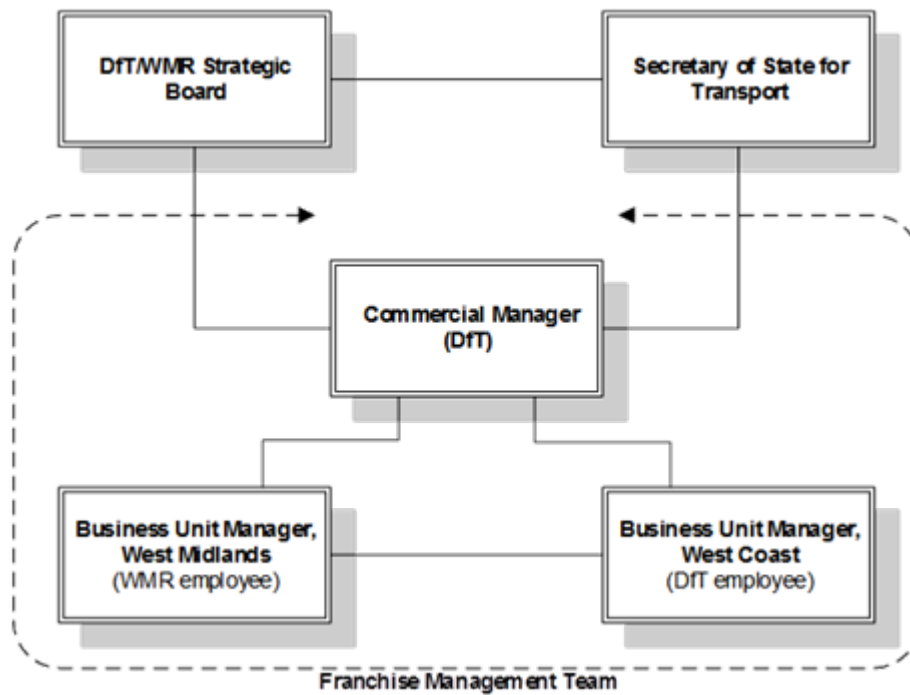 DfT/WMR Strategic
Board
Secretary of State for
Transport
Commercial Manager
(DfT)
Business Unit Manager,
West Midlands
(WMR employee)
Business Unit Manager,
West Coast
(DfT employee)
Franchise Management Team